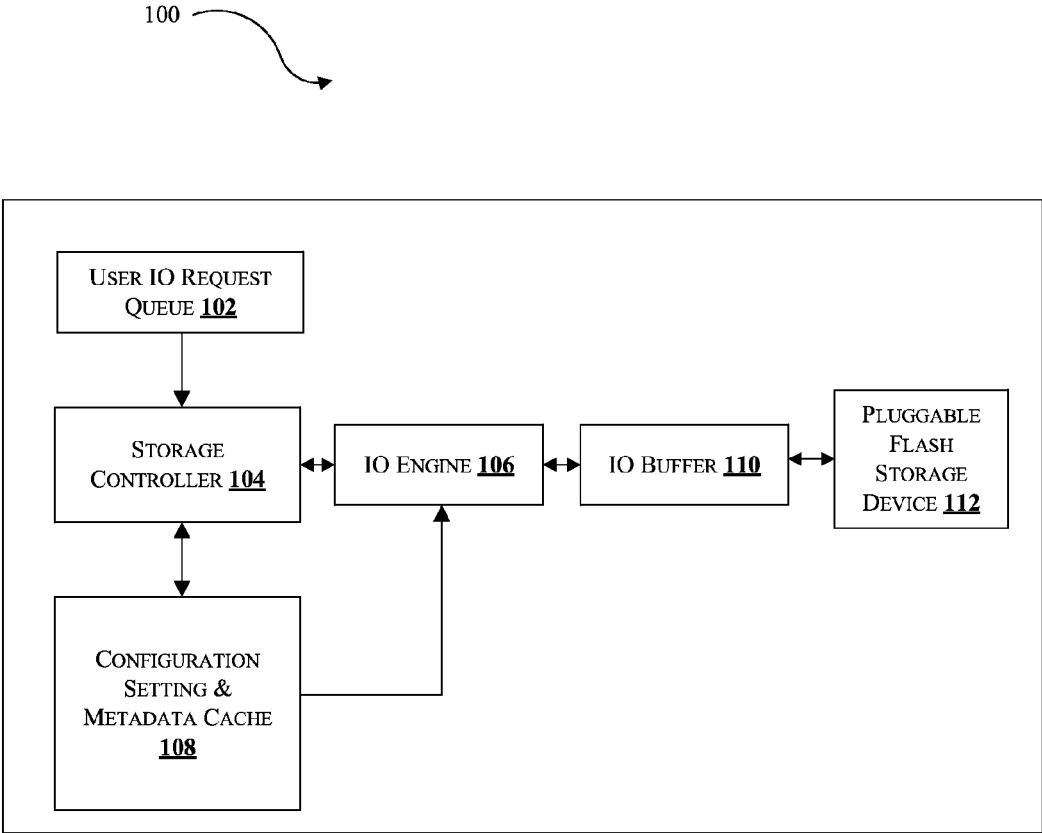 100
USER IO REQUEST
QUEUE 102
STORAGE
CONTROLLER 104
IO ENGINE 106
IO BUFFER 110
PLUGGABLE
FLASH
STORAGE
DEVICE 112
CONFIGURATION
SETTING &
METADADA CACHE
108